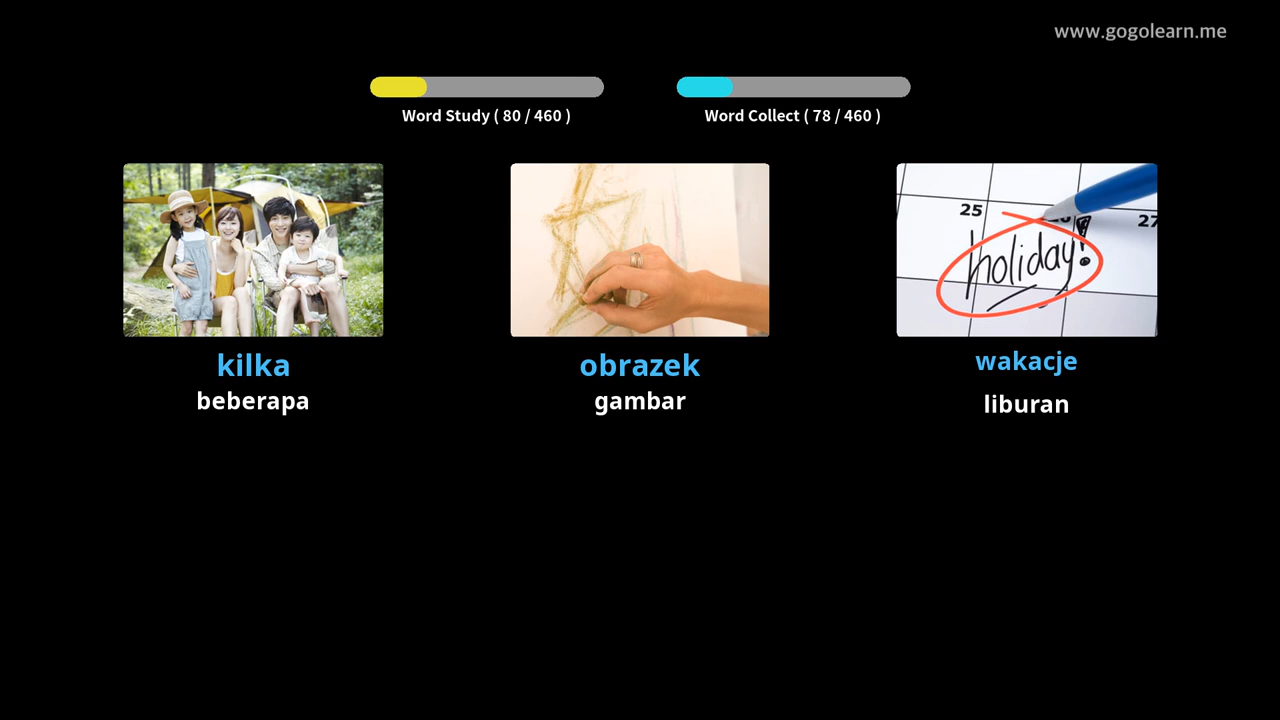 www.gogolearn.me
Word Study ( 80 / 460 )
Word Collect ( 78 / 460 )
25
27
holiday!
kilka
beberapa
obrazek
gambar
wakacje
liburan